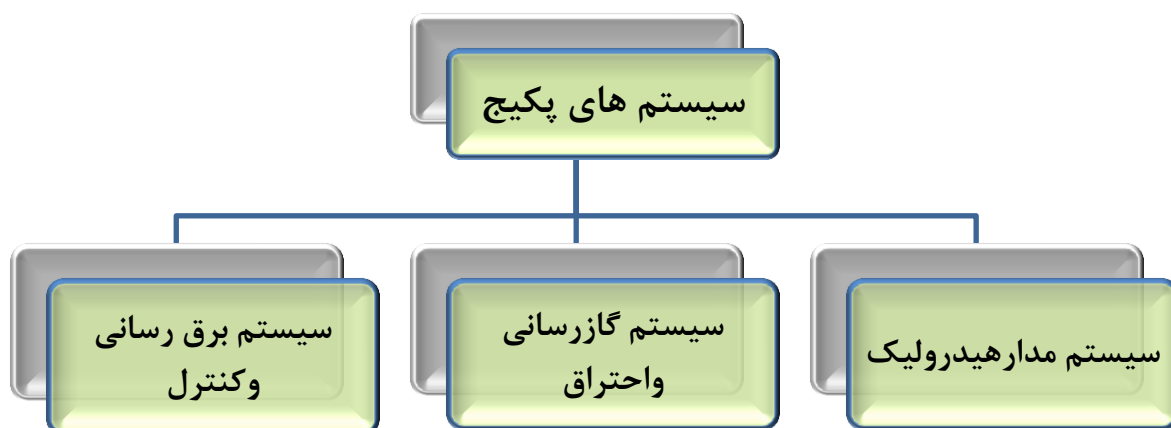 سیستم های پکیج
سیستم مدارهیدرولیک
سیستم گازرسانی
واحتراق
سیستم برق رسانی
وکنترل